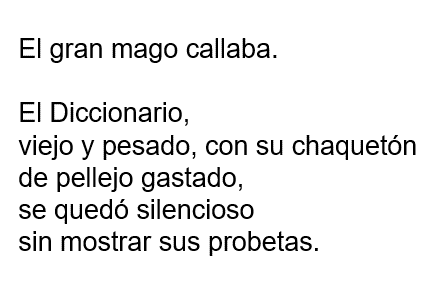 El gran mago callaba.
El Diccionario,
viejo y pesado, con su chaquetón
de pellejo gastado,
se quedó silencioso
sin mostrar sus probetas.